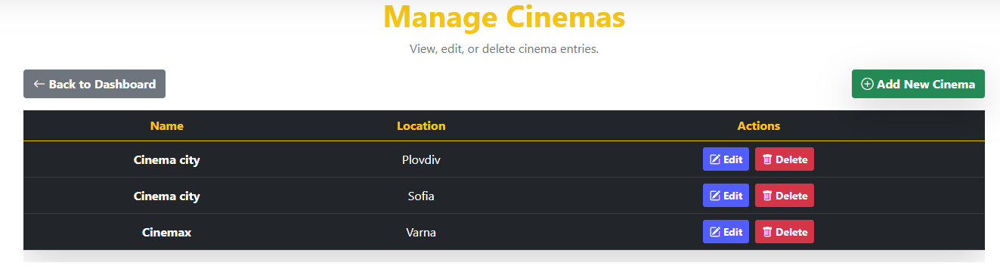 Manage Cinemas
View, edit, or delete cinema entries.
← Back to Dashboard
Add New Cinema
Name Location Actions
Cinema city Plovdiv Edit Delete
Cinema city Sofia Edit Delete
Cinemax Varna Edit Delete